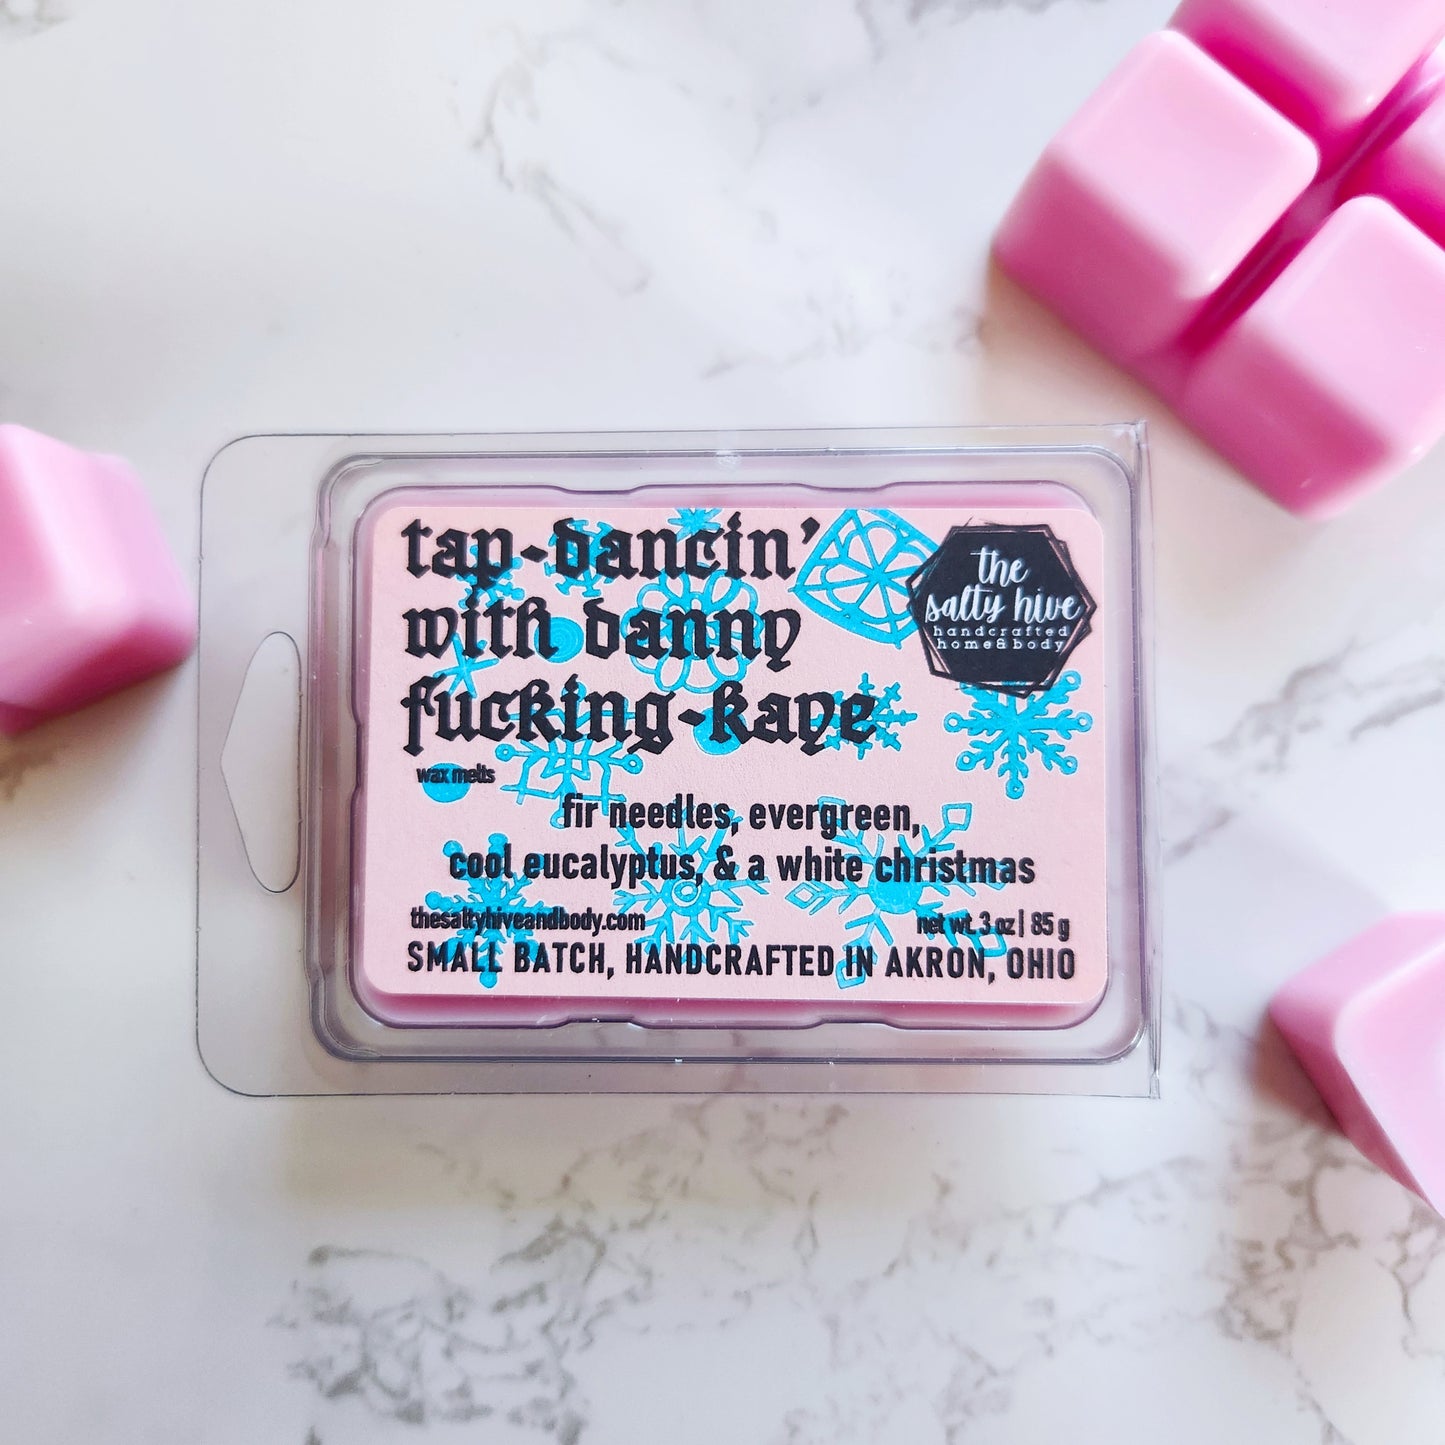 tap-dancin'
with danny
fucking-kaye
the
salty hive
handcrafted
home&body
wax melts
fir needles, evergreen,
cool eucalyptus, & a white christmas
thesaltyhiveandbody.com
net wt. 3 oz | 85 g
SMALL BATCH, HANDCRAFTED IN AKRON, OHIO